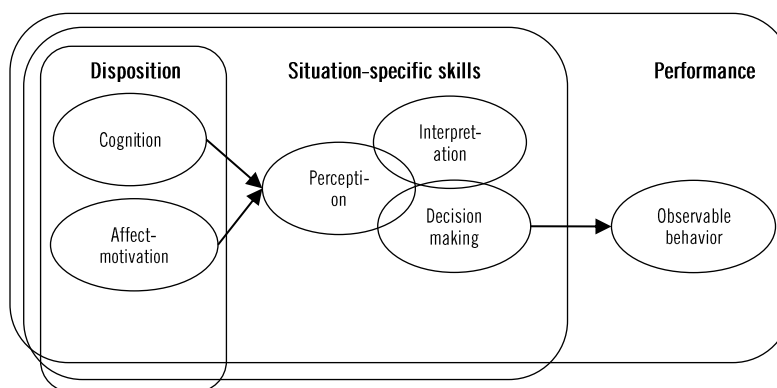 Disposition
Situation-specific skills
Performance
Cognition
Affect-
motivation
Percepti-
on
Interpret-
ation
Decision
making
Observable
behavior